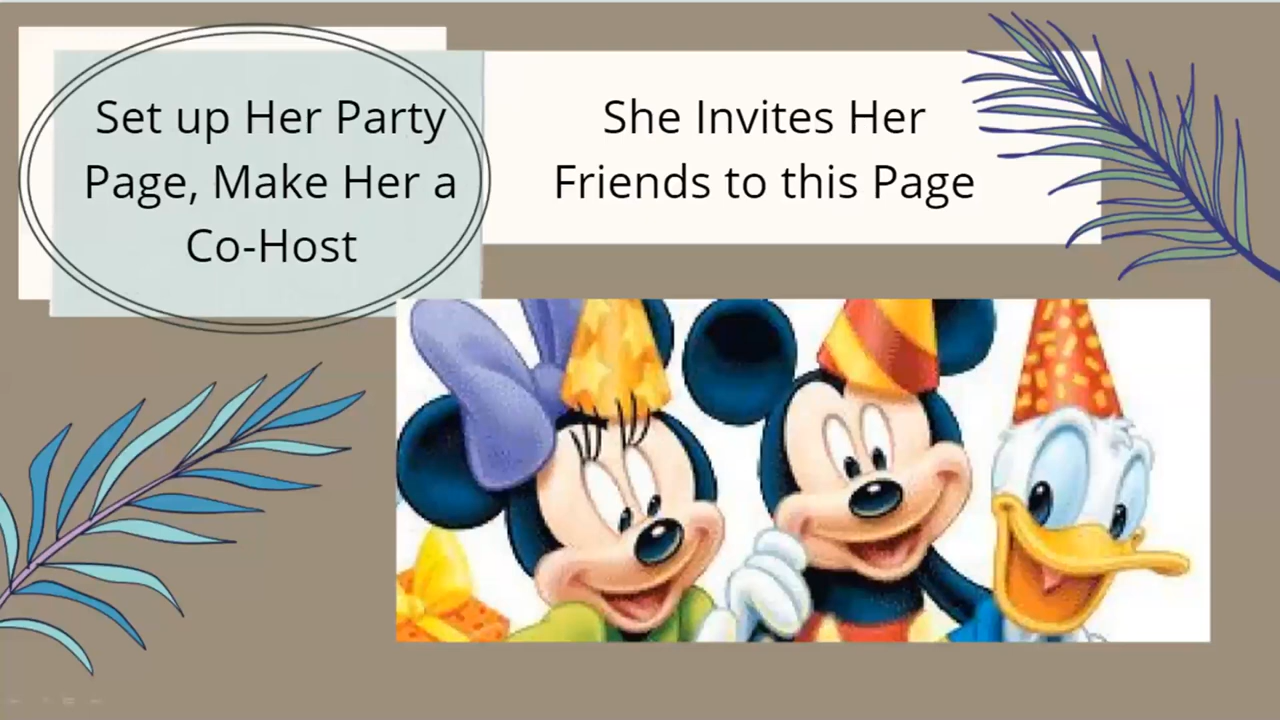 Set up Her Party
Page, Make Her a
Co-Host
She Invites Her
Friends to this Page